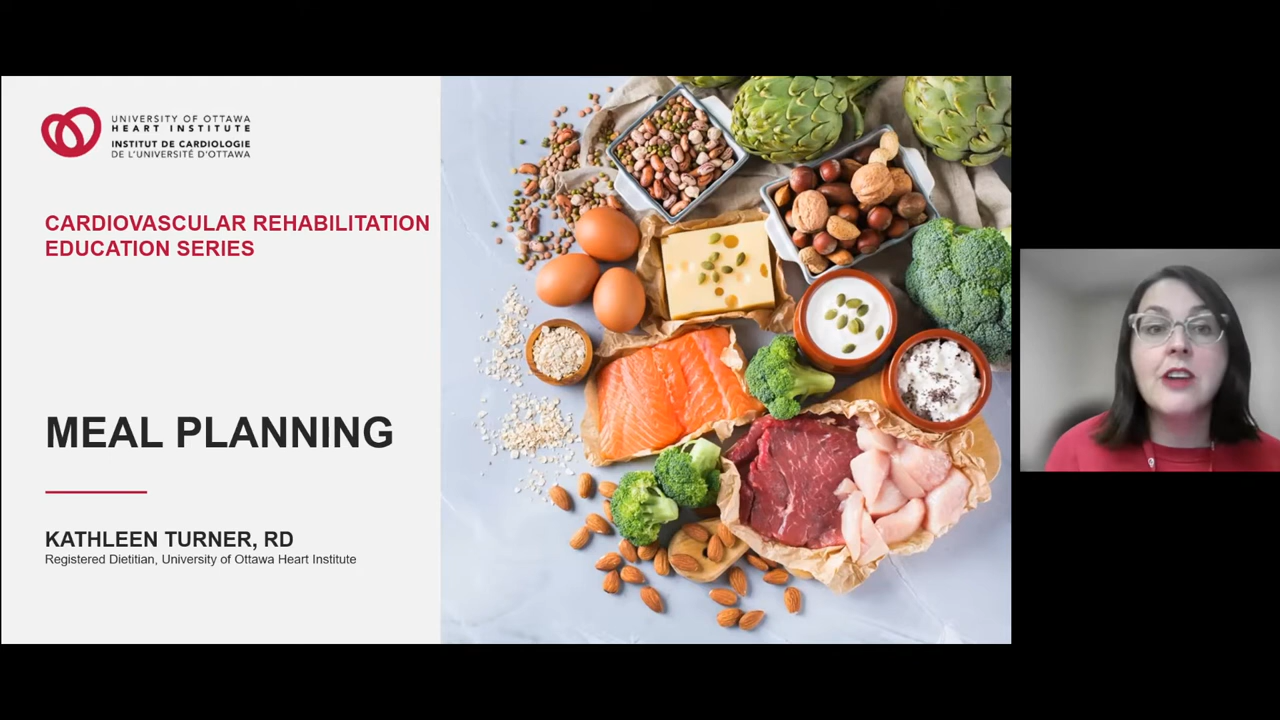 UNIVERSITY OF OTTAWA
HEART INSTITUTE
INSTITUT DE CARDIOLOGIE
DE L'UNIVERSITÉ D'OTTAWA
CARDIOVASCULAR REHABILITATION
EDUCATION SERIES
MEAL PLANNING
KATHLEEN TURNER, RD
Registered Dietitian, University of Ottawa Heart Institute